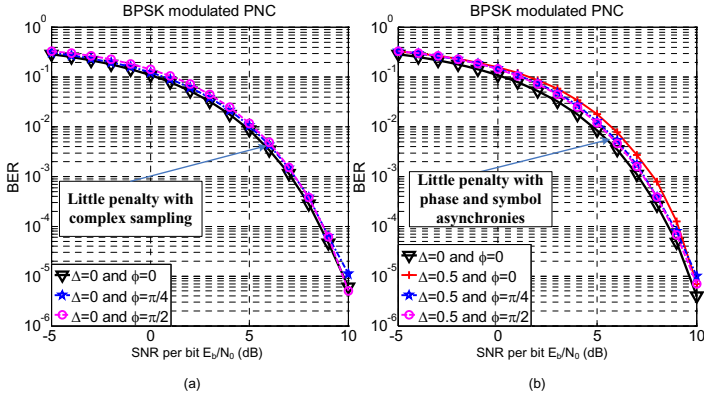 BPSK modulated PNC
10^0
10^-1
10^-2
10^-3
10^-4
10^-5
10^-6
BER
Little penalty with
complex sampling
Δ=0 and ϕ=0
Δ=0 and ϕ=π/4
Δ=0 and ϕ=π/2
-5
0
5
10
SNR per bit E_b/N_0 (dB)
(a)
BPSK modulated PNC
10^0
10^-1
10^-2
10^-3
10^-4
10^-5
10^-6
BER
Little penalty with
phase and symbol
asynchronies
Δ=0 and ϕ=0
Δ=0.5 and ϕ=0
Δ=0.5 and ϕ=π/4
Δ=0.5 and ϕ=π/2
-5
0
5
10
SNR per bit E_b/N_0 (dB)
(b)